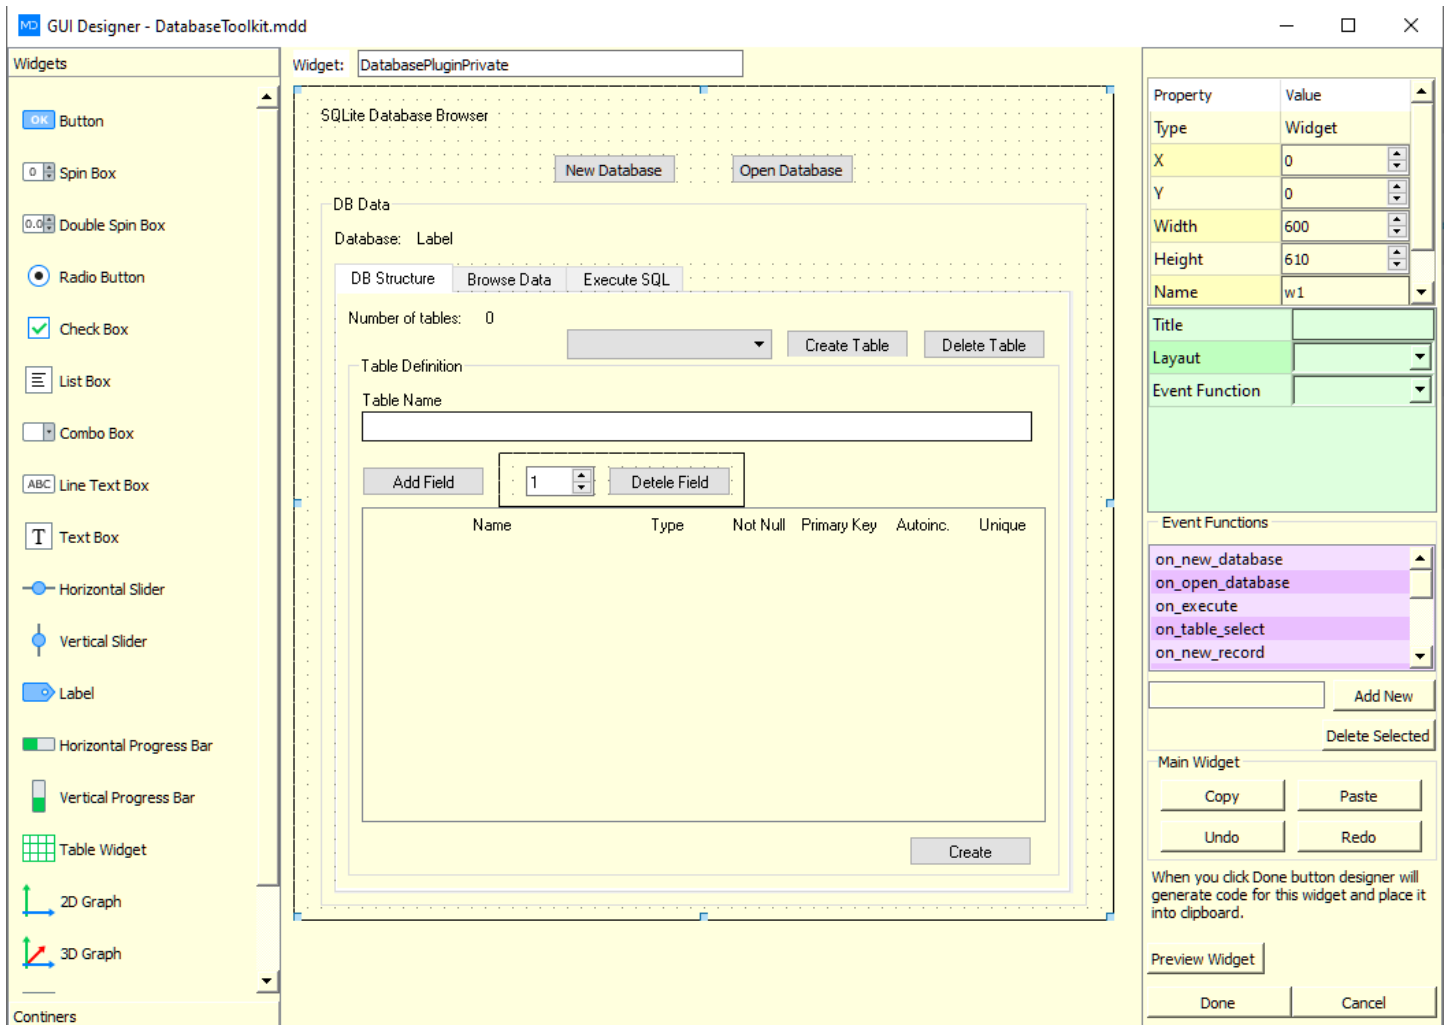 MD GUI Designer - DatabaseToolkit.mdd
Widgets
OK Button
0 Spin Box
0.0 Double Spin Box
Radio Button
Check Box
List Box
Combo Box
ABC Line Text Box
T Text Box
Horizontal Slider
Vertical Slider
Label
Horizontal Progress Bar
Vertical Progress Bar
Table Widget
2D Graph
3D Graph
Continers
Widget: DatabasePluginPrivate
SQLite Database Browser
New Database Open Database
DB Data
Database: Label
DB Structure Browse Data Execute SQL
Number of tables: 0
Create Table Delete Table
Table Definition
Table Name
Add Field 1 Detele Field
Name Type Not Null Primary Key Autoinc. Unique
Create
Property Value
Type Widget
X 0
Y 0
Width 600
Height 610
Name w1
Title
Layaut
Event Function
Event Functions
on_new_database
on_open_database
on_execute
on_table_select
on_new_record
Add New
Delete Selected
Main Widget
Copy Paste
Undo Redo
When you click Done button designer will
generate code for this widget and place it
into clipboard.
Preview Widget
Done Cancel